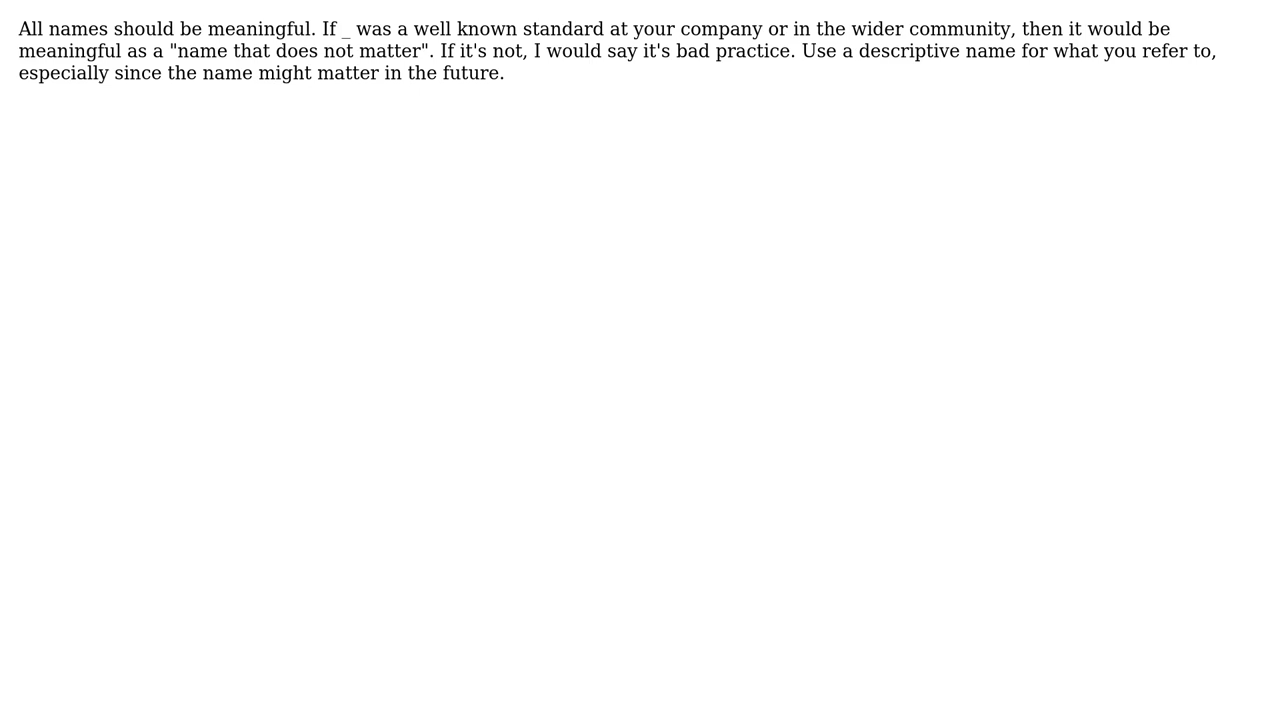 All names should be meaningful. If _ was a well known standard at your company or in the wider community, then it would be
meaningful as a "name that does not matter". If it's not, I would say it's bad practice. Use a descriptive name for what you refer to,
especially since the name might matter in the future.